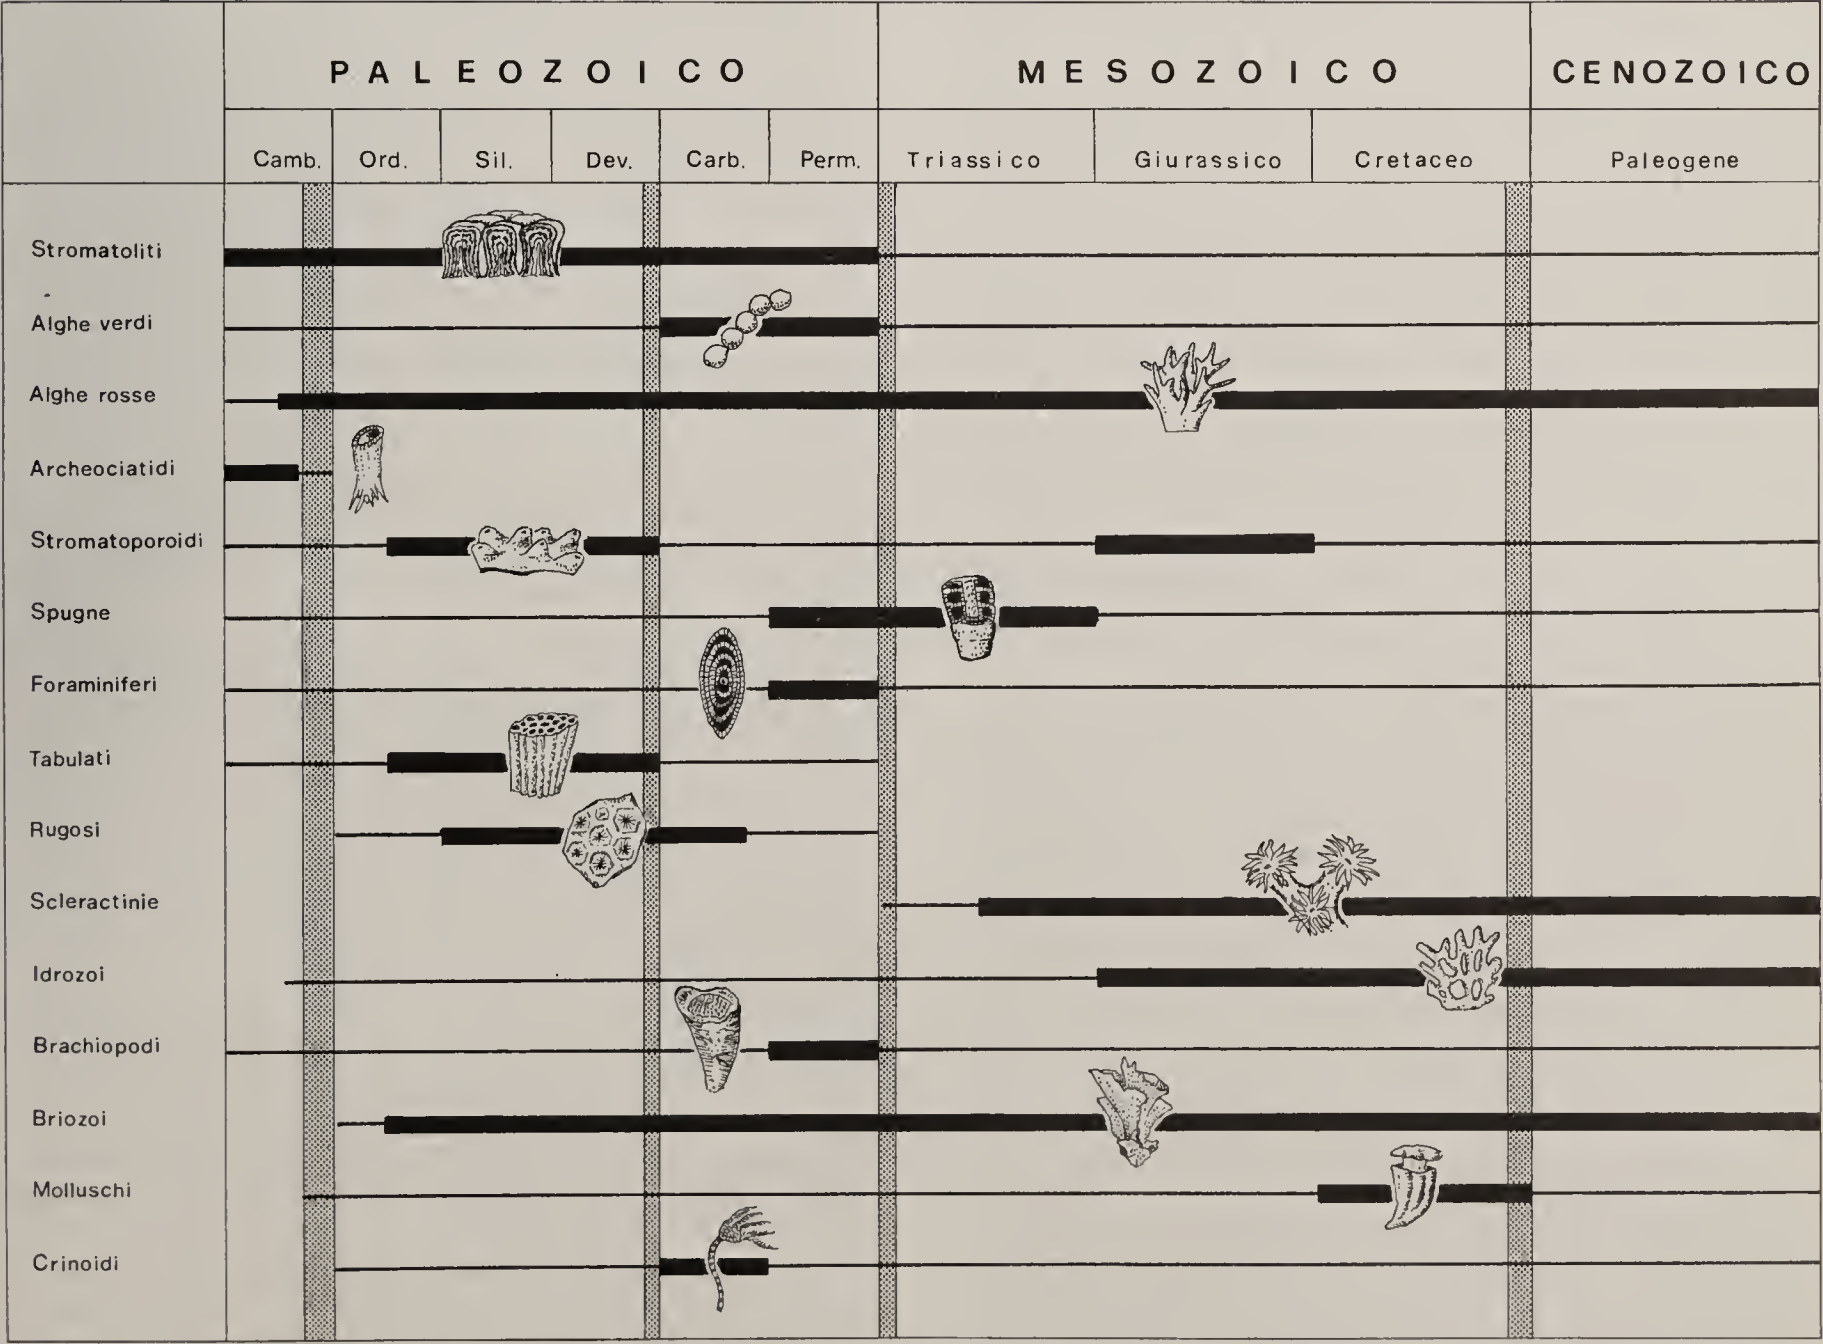 PALEOZOICO MESOZOICO CENOZOICO
Camb. Ord. Sil. Dev. Carb. Perm. Triassico Giurassico Cretaceo Paleogene
Stromatoliti
Alghe verdi
Alghe rosse
Archeociatidi
Stromatoporoidi
Spugne
Foraminiferi
Tabulati
Rugosi
Scleractinie
Idrozoi
Brachiopodi
Briozoi
Molluschi
Crinoidi